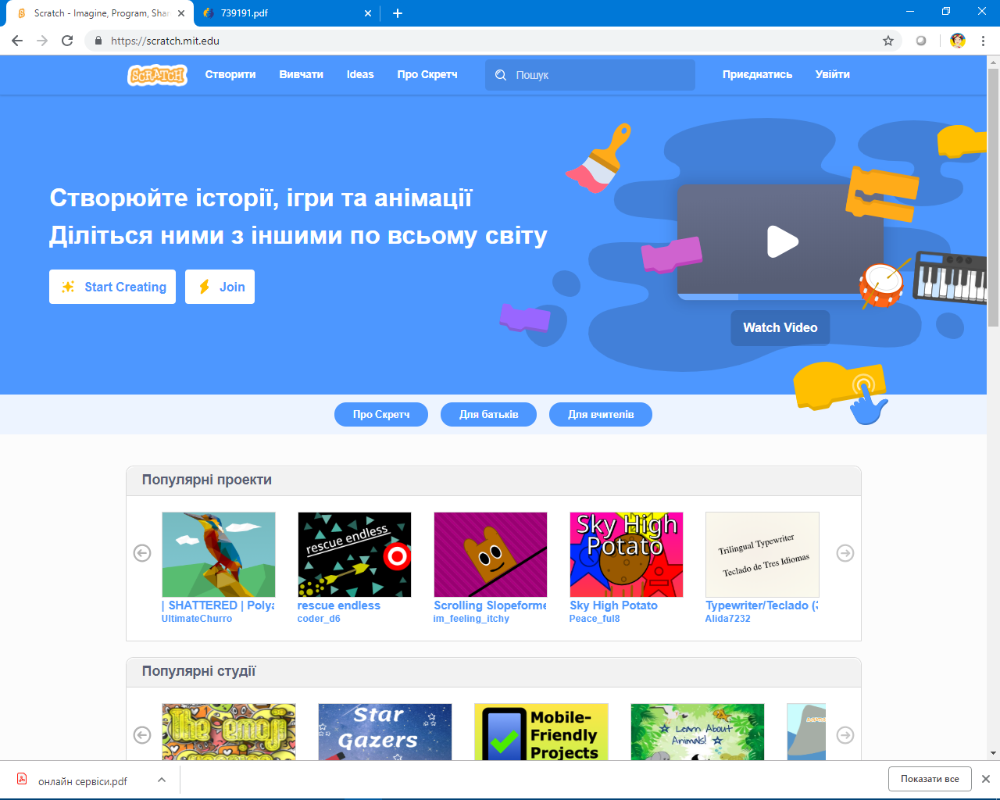 Scratch - Imagine, Program, Shar
739191.pdf
https://scratch.mit.edu
SCRATCH
Створити
Вивчати
Ideas
Про Скретч
Пошук
Приєднатись
Увійти
Створюйте історії, ігри та анімації
Діліться ними з іншими по всьому світу
Start Creating
Join
Watch Video
Про Скретч
Для батьків
Для вчителів
Популярні проекти
rescue endless
Sky High
Potato
Trilingual Typewriter
Teclado de Tres Idiomas
| SHATTERED | Polya
UltimateChurro
rescue endless
coder_d6
Scrolling Slopeforme
im_feeling_itchy
Sky High Potato
Peace_ful8
Typewriter/Teclado (3
Alida7232
Популярні студії
The emoji
Star
Gazers
Mobile-
Friendly
Projects
Learn About
Animals!
онлайн сервіси.pdf
Показати все